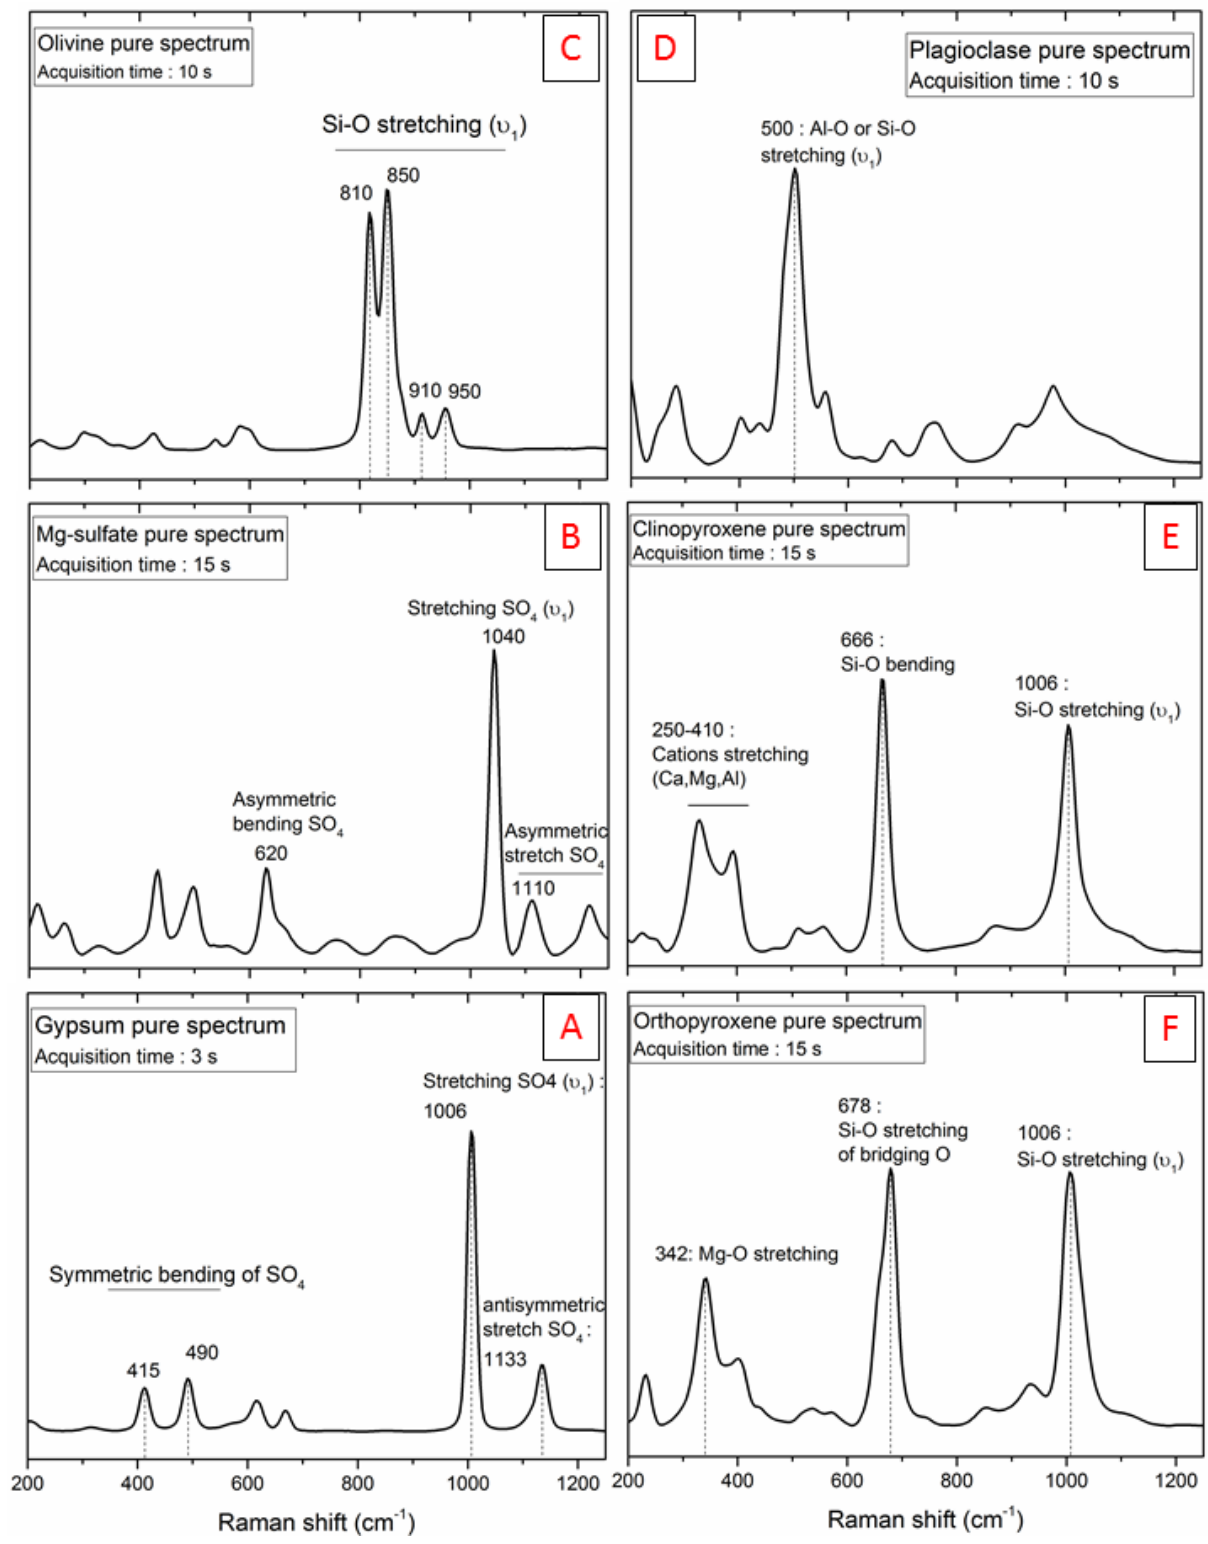 Olivine pure spectrum
Acquisition time : 10 s
C
Si-O stretching (υ1)
810
850
910
950
D
Plagioclase pure spectrum
Acquisition time : 10 s
500 : Al-O or Si-O
stretching (υ1)
Mg-sulfate pure spectrum
Acquisition time : 15 s
B
Stretching SO4 (υ1)
1040
Asymmetric
bending SO4
620
Asymmetric
stretch SO4
1110
Clinopyroxene pure spectrum
Acquisition time : 15 s
E
666 :
Si-O bending
1006 :
Si-O stretching (υ1)
250-410 :
Cations stretching
(Ca,Mg,Al)
Gypsum pure spectrum
Acquisition time : 3 s
A
Stretching SO4 (υ1) :
1006
Symmetric bending of SO4
antisymmetric
stretch SO4 :
1133
415
490
200 400 600 800 1000 1200
Raman shift (cm-1)
Orthopyroxene pure spectrum
Acquisition time : 15 s
F
678 :
Si-O stretching
of bridging O
1006 :
Si-O stretching (υ1)
342: Mg-O stretching
200 400 600 800 1000 1200
Raman shift (cm-1)